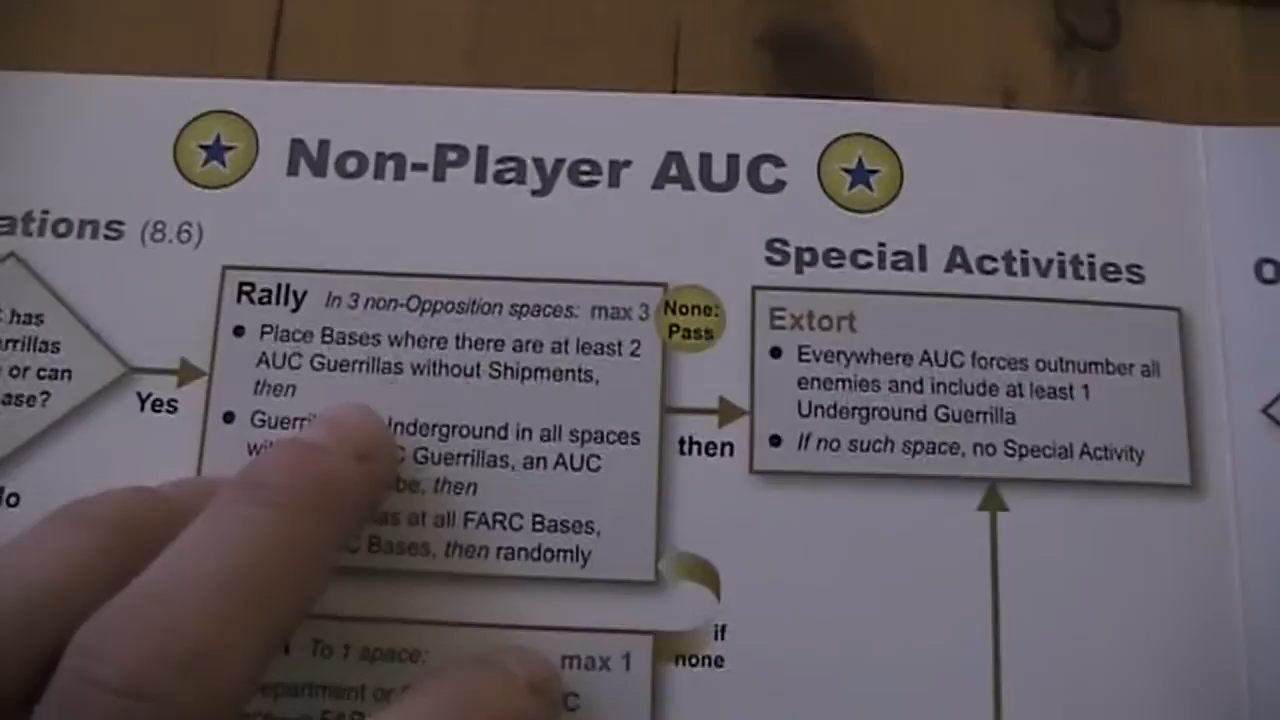 Non-Player AUC
ations (8.6)
Special Activities
has
rrillas
or can
ase?
Yes
Rally In 3 non-Opposition spaces: max 3
Place Bases where there are at least 2
AUC Guerrillas without Shipments,
then
Guerri Underground in all spaces
wi C Guerrillas, an AUC
be, then
as at all FARC Bases,
C Bases, then randomly
None:
Pass
then
Extort
Everywhere AUC forces outnumber all
enemies and include at least 1
Underground Guerrilla
If no such space, no Special Activity
To 1 space: max 1
epartment or
C
if
none